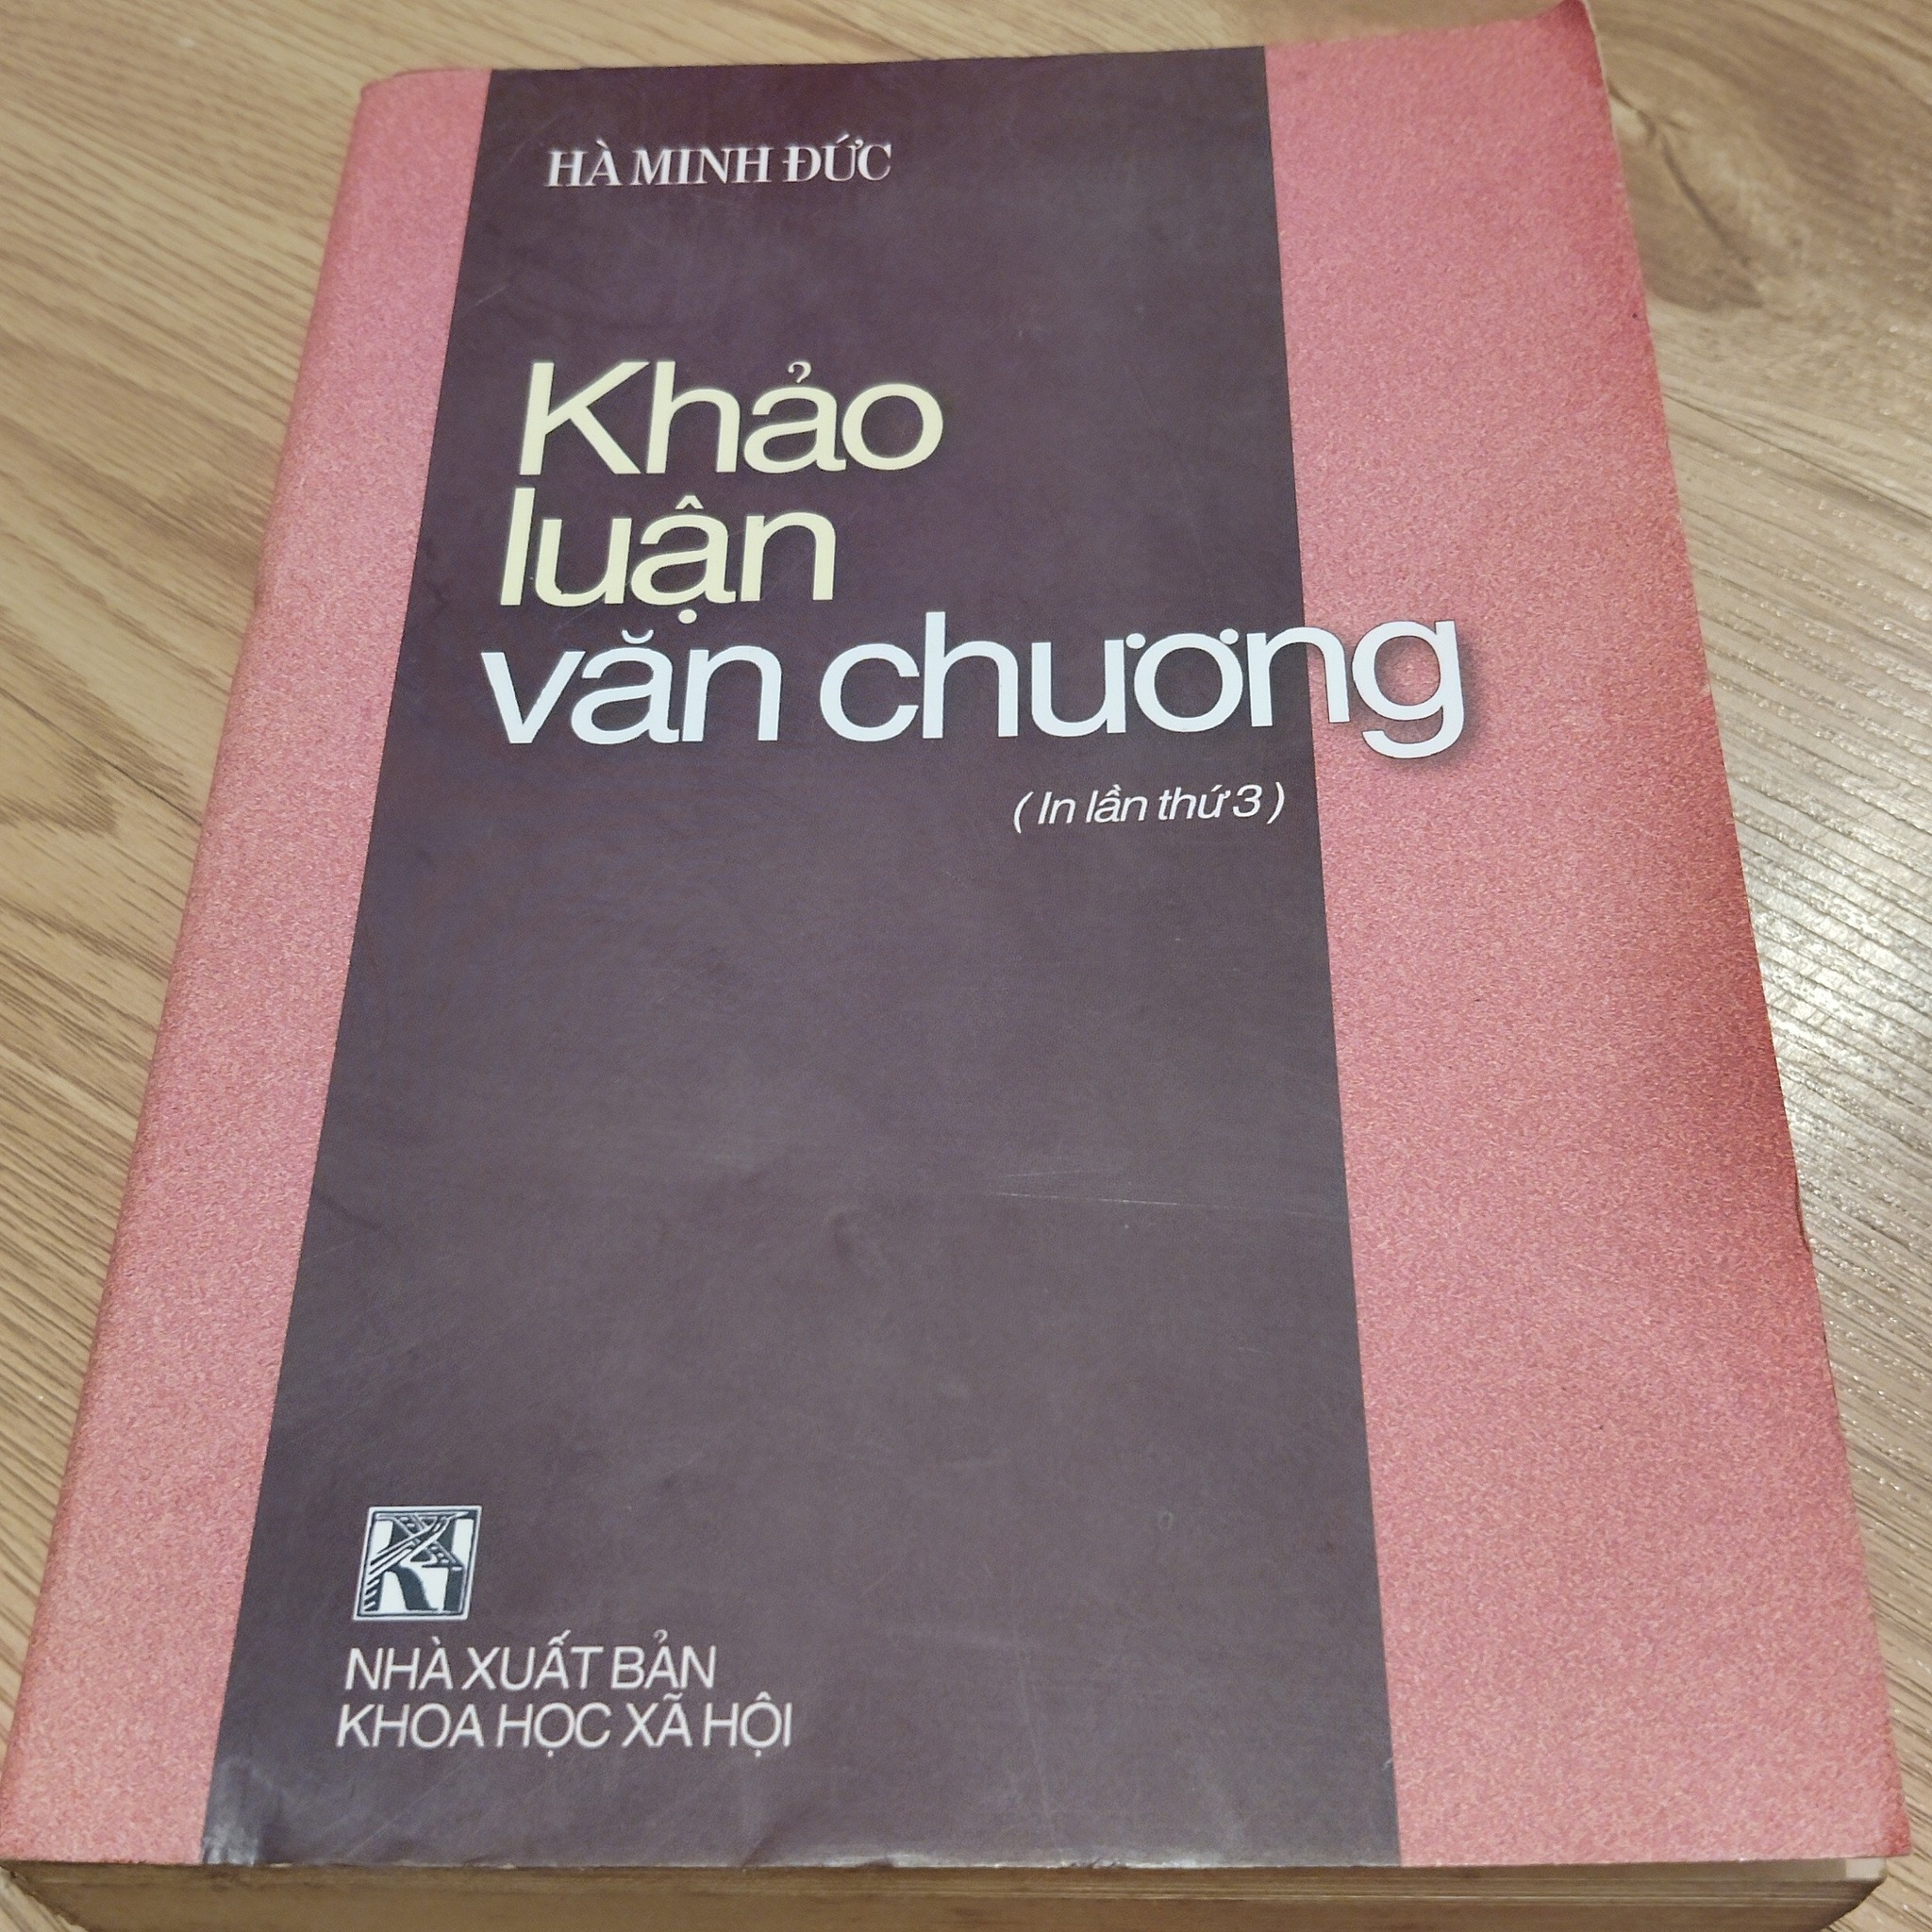 HÀ MINH ĐỨC
Khảo
luận
văn chương
( In lần thứ 3 )
NHÀ XUẤT BẢN
KHOA HỌC XÃ HỘI